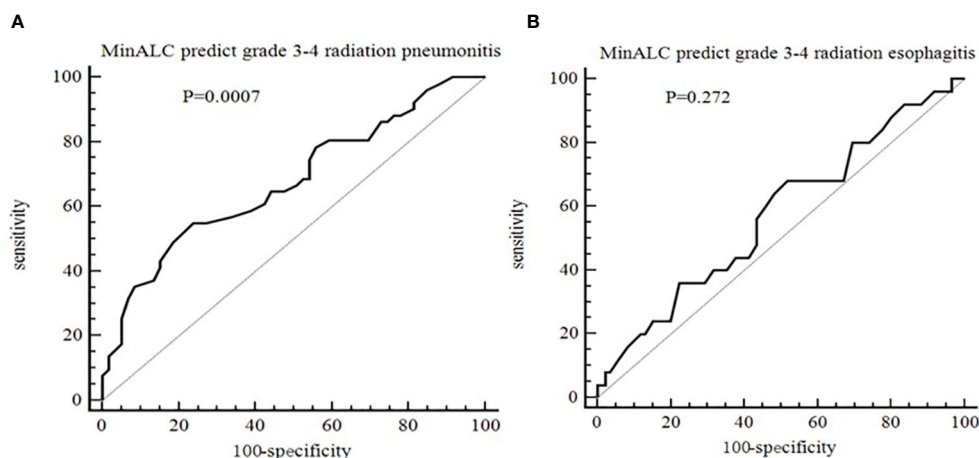 A
MinALC predict grade 3-4 radiation pneumonitis
P=0.0007
100
80
60
40
20
0
sensitivity
0 20 40 60 80 100
100-specificity
B
MinALC predict grade 3-4 radiation esophagitis
P=0.272
100
80
60
40
20
0
sensitivity
0 20 40 60 80 100
100-specificity